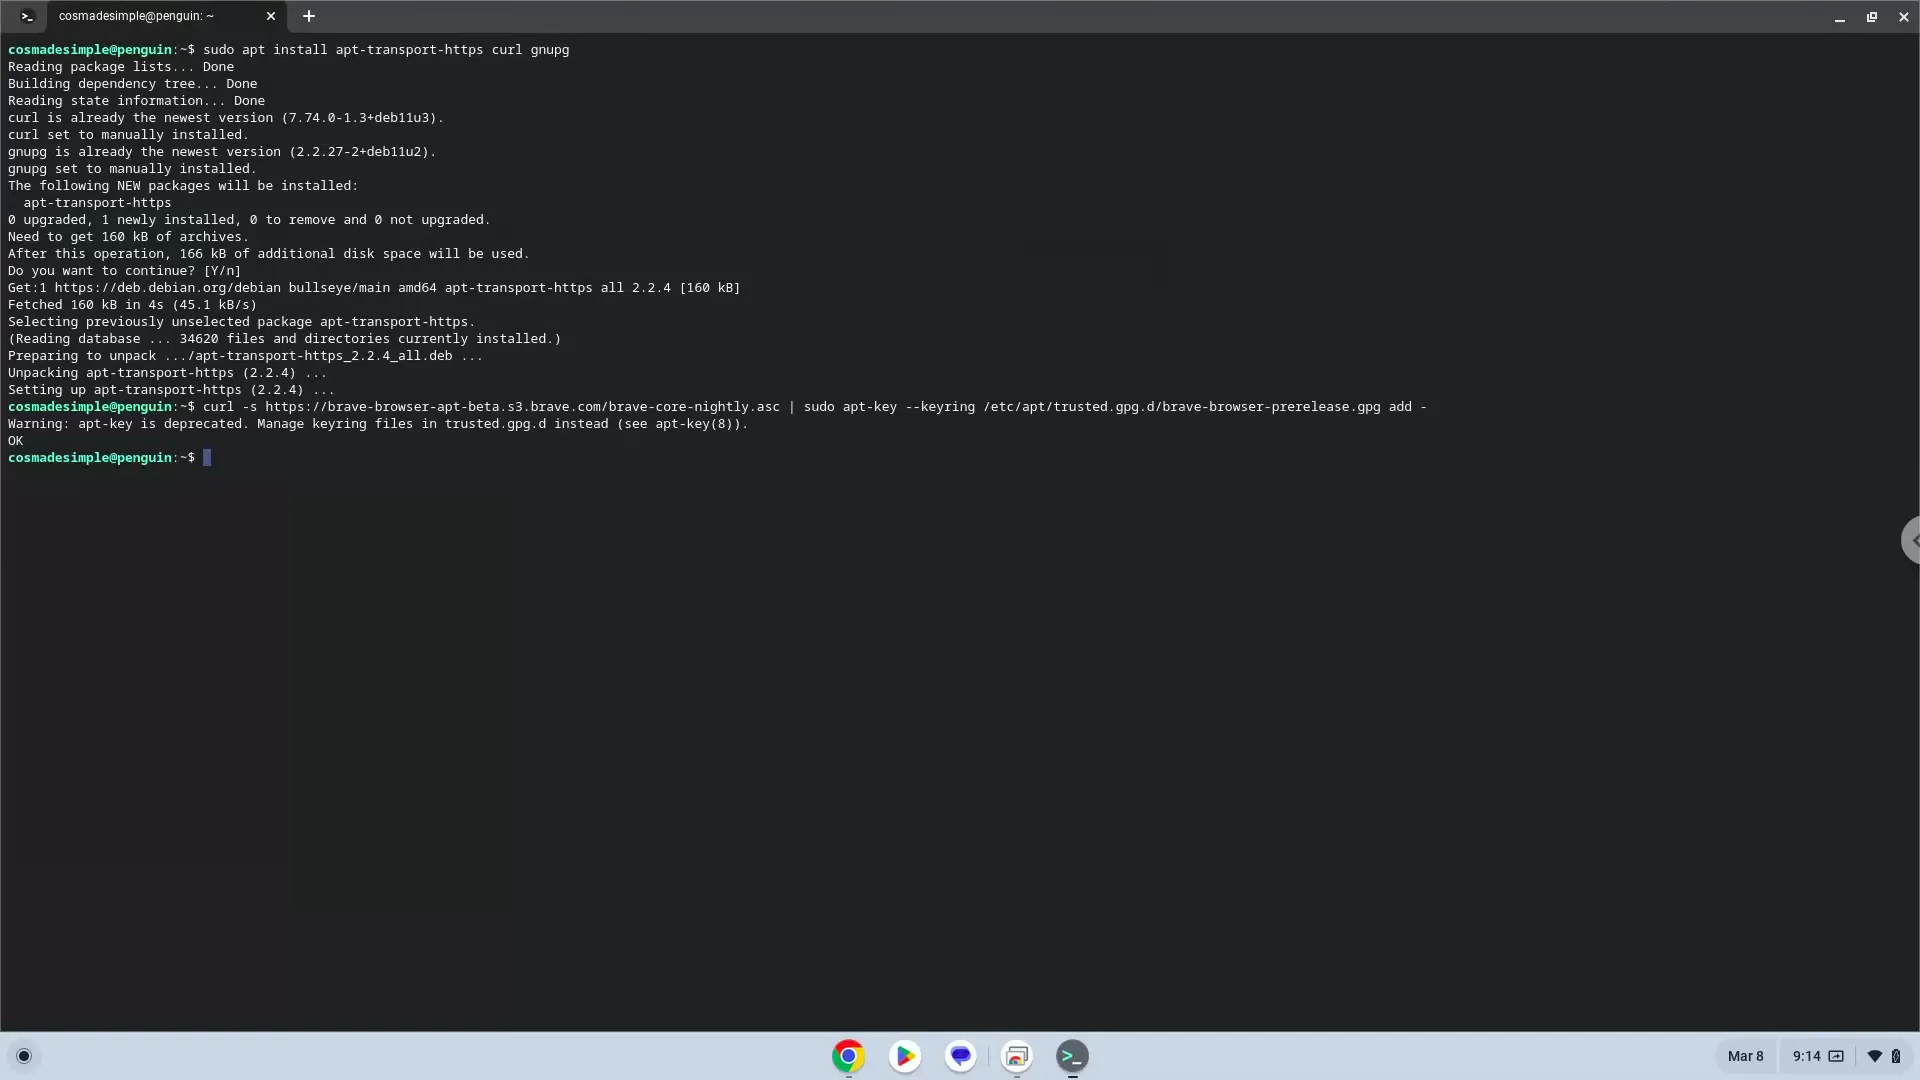 cosmadesimple@penguin: ~
cosmadesimple@penguin:~$ sudo apt install apt-transport-https curl gnupg
Reading package lists... Done
Building dependency tree... Done
Reading state information... Done
curl is already the newest version (7.74.0-1.3+deb11u3).
curl set to manually installed.
gnupg is already the newest version (2.2.27-2+deb11u2).
gnupg set to manually installed.
The following NEW packages will be installed:
  apt-transport-https
0 upgraded, 1 newly installed, 0 to remove and 0 not upgraded.
Need to get 160 kB of archives.
After this operation, 166 kB of additional disk space will be used.
Do you want to continue? [Y/n]
Get:1 https://deb.debian.org/debian bullseye/main amd64 apt-transport-https all 2.2.4 [160 kB]
Fetched 160 kB in 4s (45.1 kB/s)
Selecting previously unselected package apt-transport-https.
(Reading database ... 34620 files and directories currently installed.)
Preparing to unpack .../apt-transport-https_2.2.4_all.deb ...
Unpacking apt-transport-https (2.2.4) ...
Setting up apt-transport-https (2.2.4) ...
cosmadesimple@penguin:~$ curl -s https://brave-browser-apt-beta.s3.brave.com/brave-core-nightly.asc | sudo apt-key --keyring /etc/apt/trusted.gpg.d/brave-browser-prerelease.gpg add -
Warning: apt-key is deprecated. Manage keyring files in trusted.gpg.d instead (see apt-key(8)).
OK
cosmadesimple@penguin:~$
Mar 8 9:14